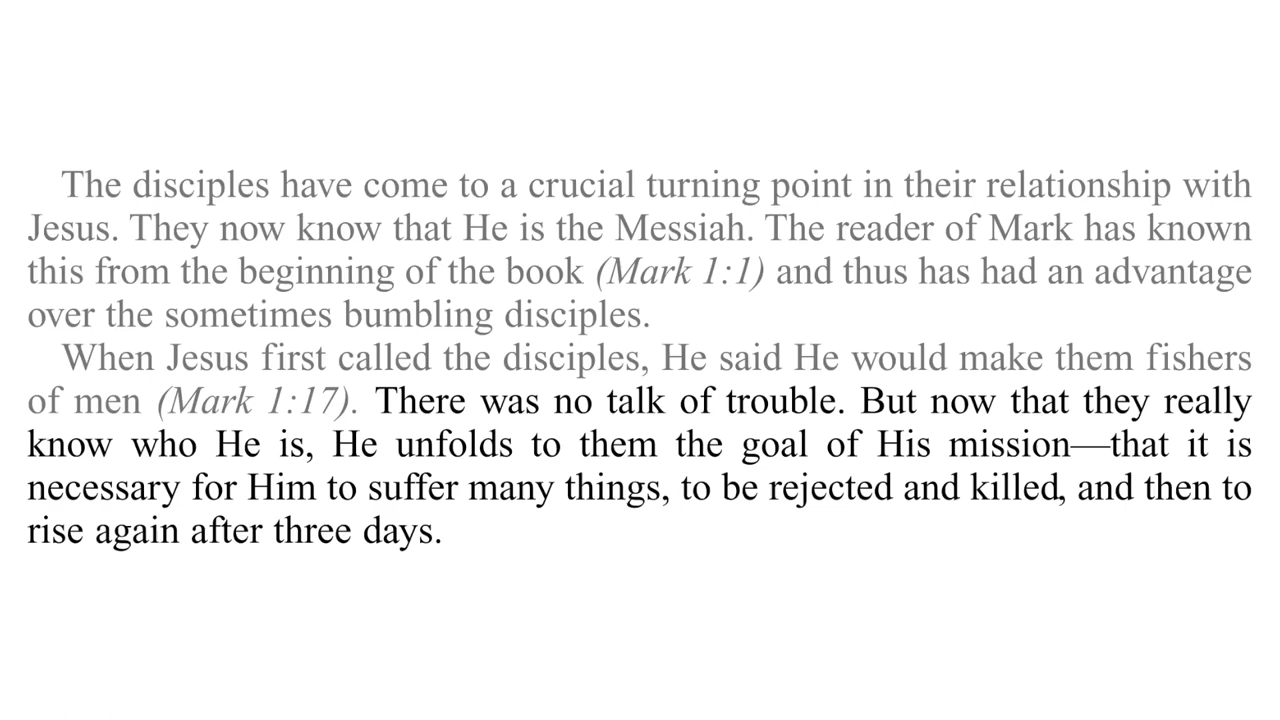 The disciples have come to a crucial turning point in their relationship with
Jesus. They now know that He is the Messiah. The reader of Mark has known
this from the beginning of the book (Mark 1:1) and thus has had an advantage
over the sometimes bumbling disciples.
When Jesus first called the disciples, He said He would make them fishers
of men (Mark 1:17). There was no talk of trouble. But now that they really
know who He is, He unfolds to them the goal of His mission—that it is
necessary for Him to suffer many things, to be rejected and killed, and then to
rise again after three days.